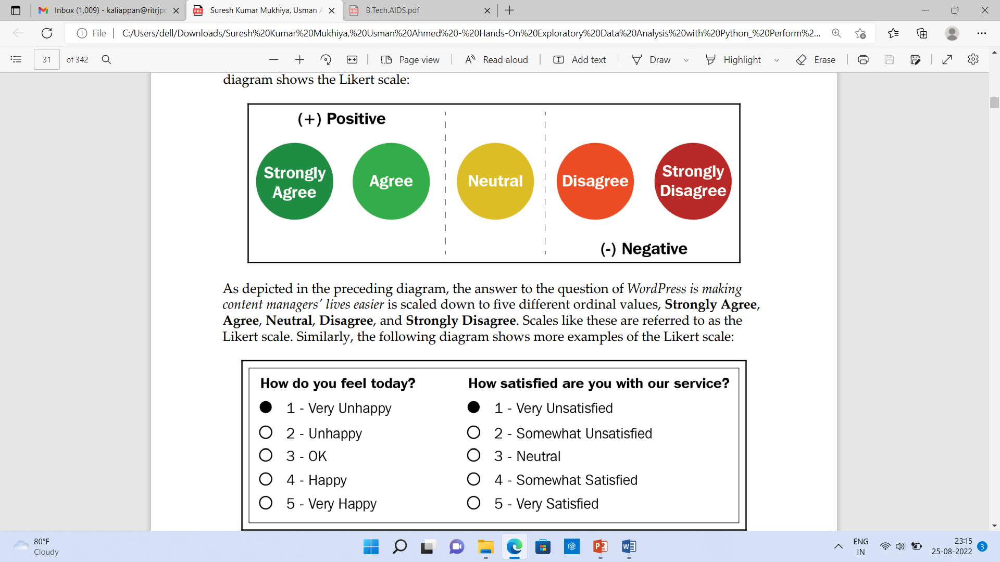 Inbox (1,009) - kaliappan@ritrjpr
Suresh Kumar Mukhiya, Usman A
B.Tech.AIDS.pdf
File
C:/Users/dell/Downloads/Suresh%20Kumar%20Mukhiya,%20Usman%20Ahmed%20-%20Hands-On%20Exploratory%20Data%20Analysis%20with%20Python_%20Perform%2...
31 of 342
Page view
Read aloud
Add text
Draw
Highlight
Erase
diagram shows the Likert scale:
(+) Positive
Strongly
Agree
Agree
Neutral
Disagree
Strongly
Disagree
(-) Negative
As depicted in the preceding diagram, the answer to the question of WordPress is making
content managers' lives easier is scaled down to five different ordinal values, Strongly Agree,
Agree, Neutral, Disagree, and Strongly Disagree. Scales like these are referred to as the
Likert scale. Similarly, the following diagram shows more examples of the Likert scale:
How do you feel today?
1 - Very Unhappy
2 - Unhappy
3 - OK
4 - Happy
5 - Very Happy
How satisfied are you with our service?
1 - Very Unsatisfied
2 - Somewhat Unsatisfied
3 - Neutral
4 - Somewhat Satisfied
5 - Very Satisfied
80°F
Cloudy
ENG
IN
23:15
25-08-2022
3